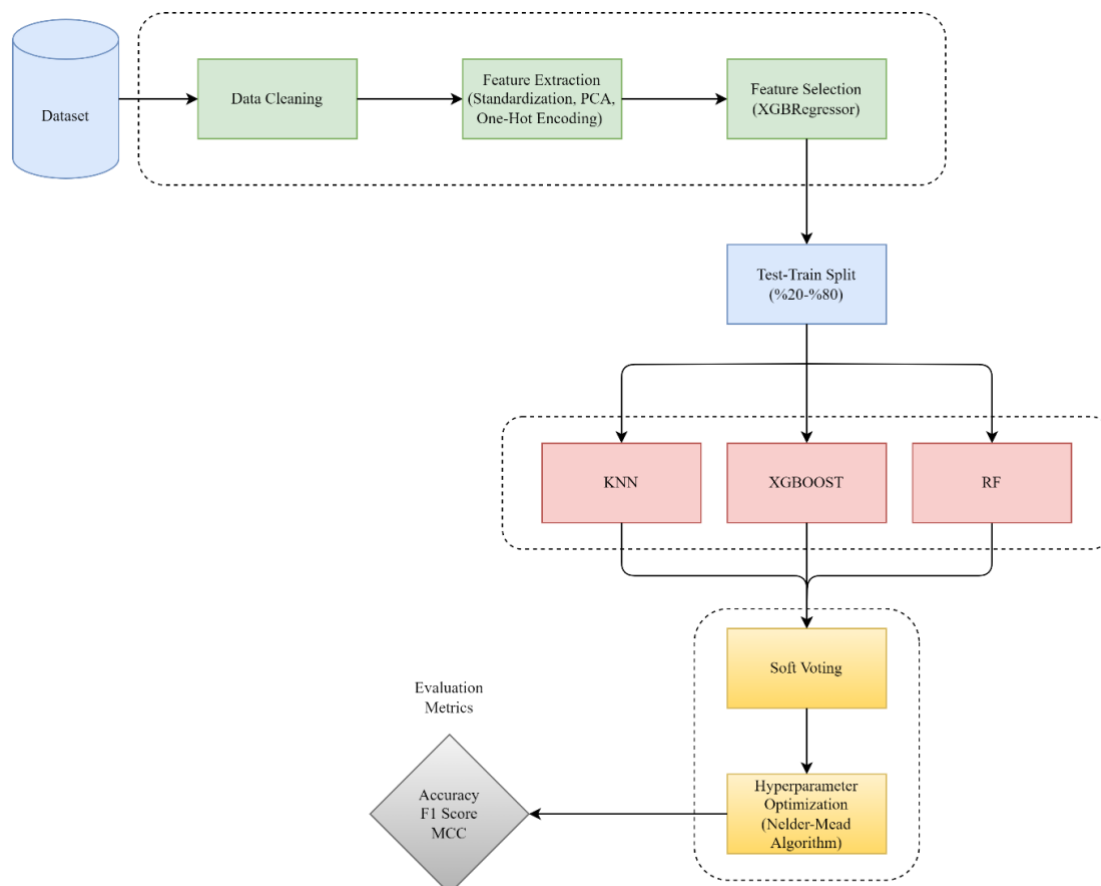 Dataset
Data Cleaning
Feature Extraction
(Standardization, PCA,
One-Hot Encoding)
Feature Selection
(XGBRegressor)
Test-Train Split
(%20-%80)
KNN
XGBOOST
RF
Soft Voting
Hyperparameter
Optimization
(Nelder-Mead
Algorithm)
Evaluation
Metrics
Accuracy
F1 Score
MCC